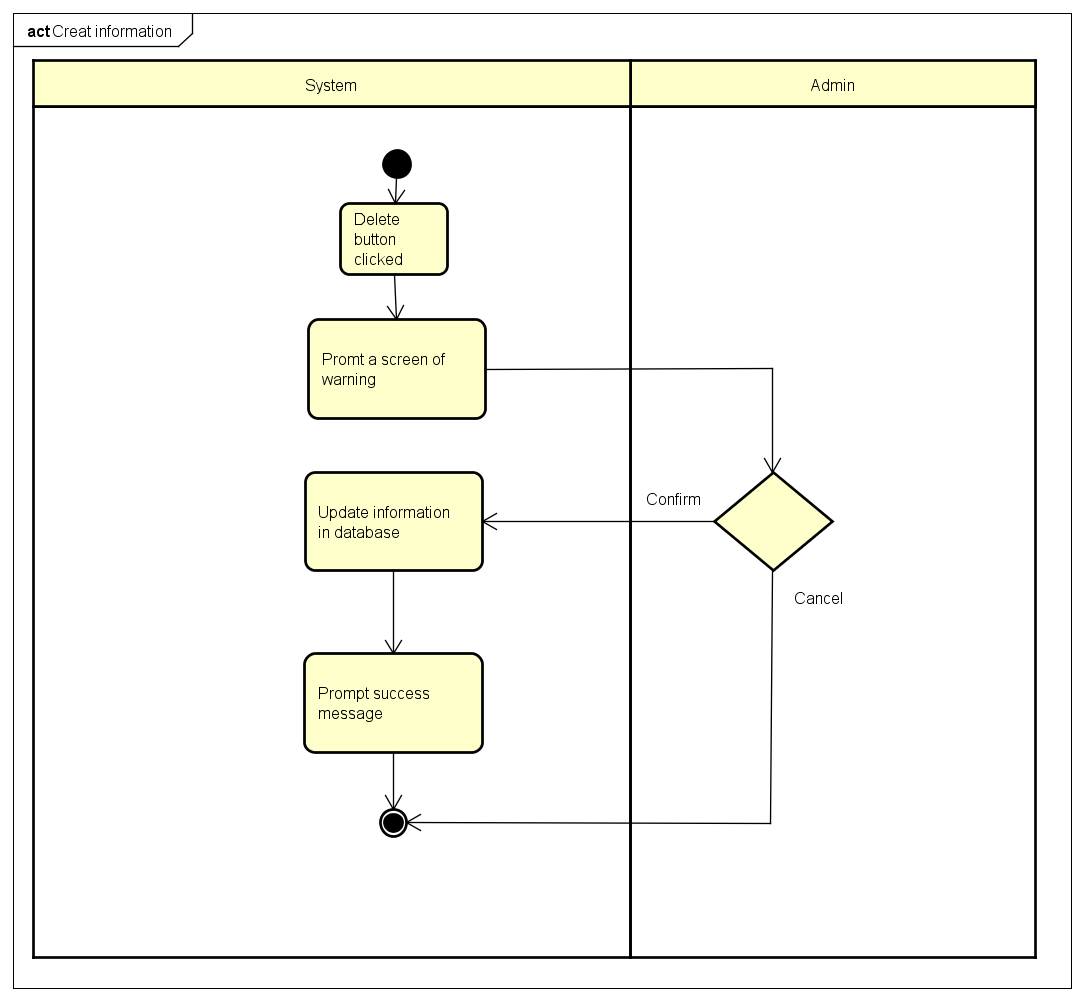 act Creat information
System
Admin
Delete
button
clicked
Promt a screen of
warning
Confirm
Update information
in database
Cancel
Prompt success
message